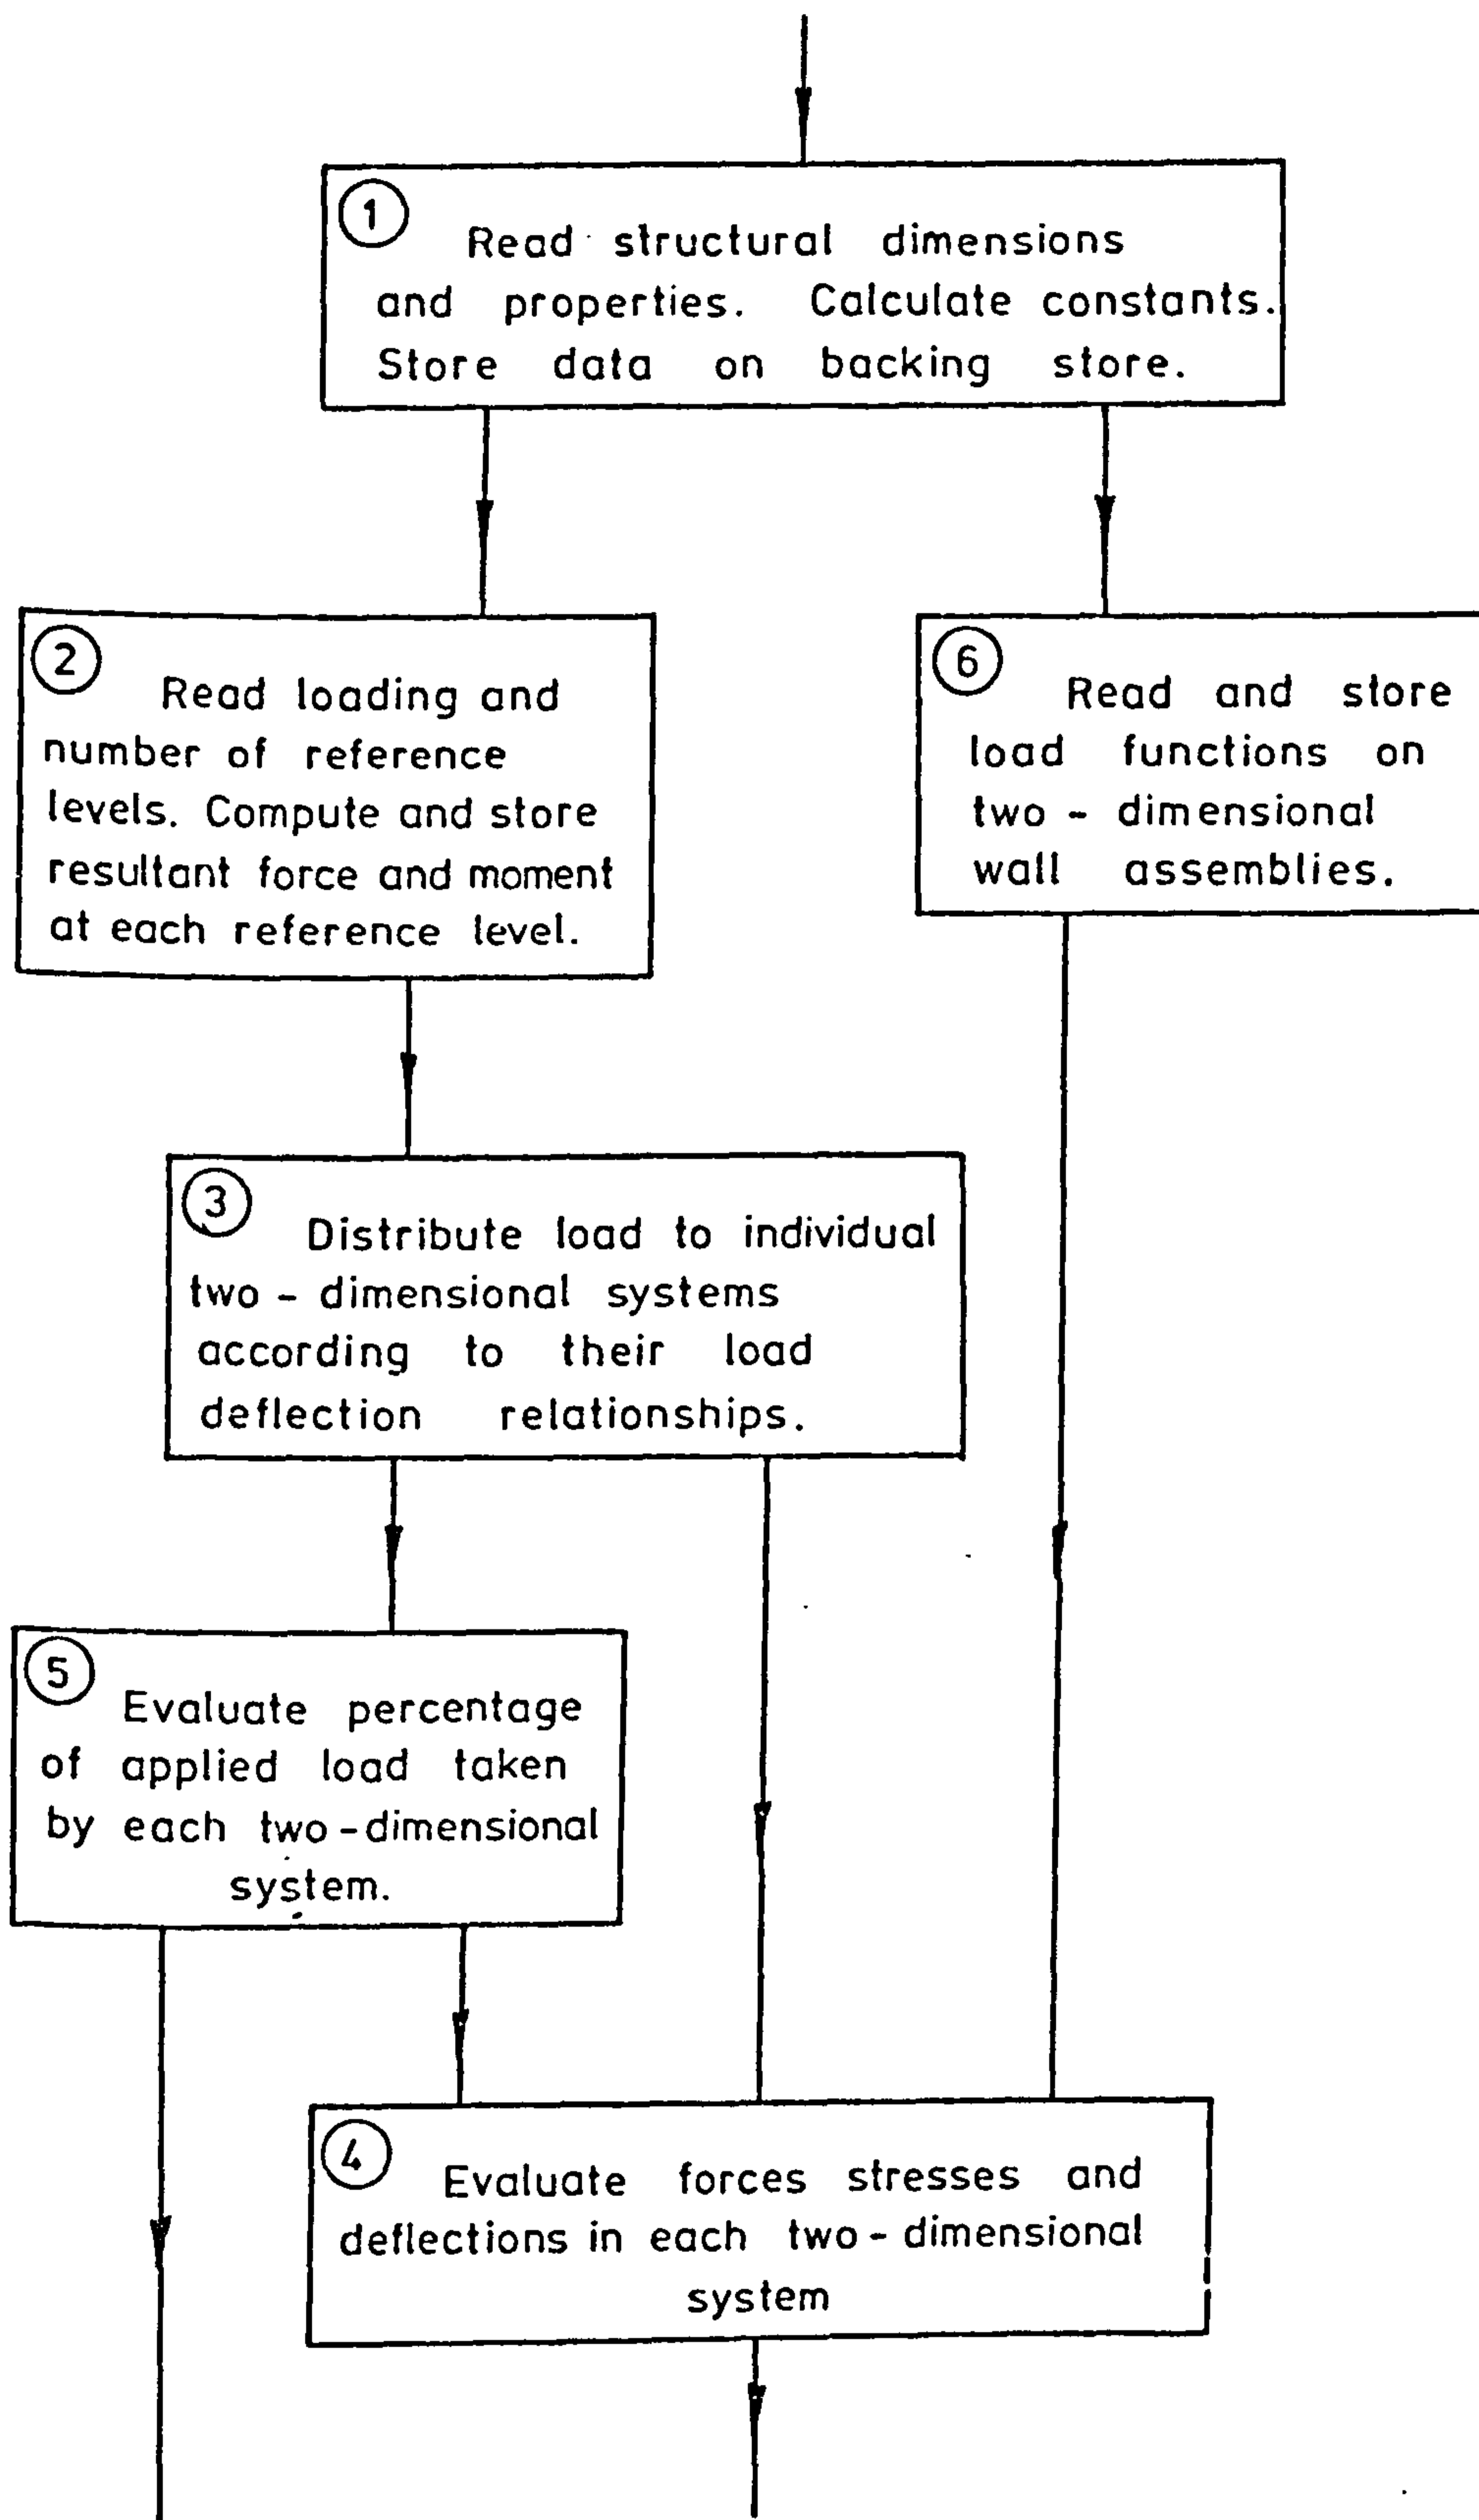 1
Read structural dimensions
and properties. Calculate constants.
Store data on backing store.
2
Read loading and
number of reference
levels. Compute and store
resultant force and moment
at each reference level.
6
Read and store
load functions on
two - dimensional
wall assemblies.
3
Distribute load to individual
two - dimensional systems
according to their load
deflection relationships.
5
Evaluate percentage
of applied load taken
by each two - dimensional
system.
4
Evaluate forces stresses and
deflections in each two - dimensional
system